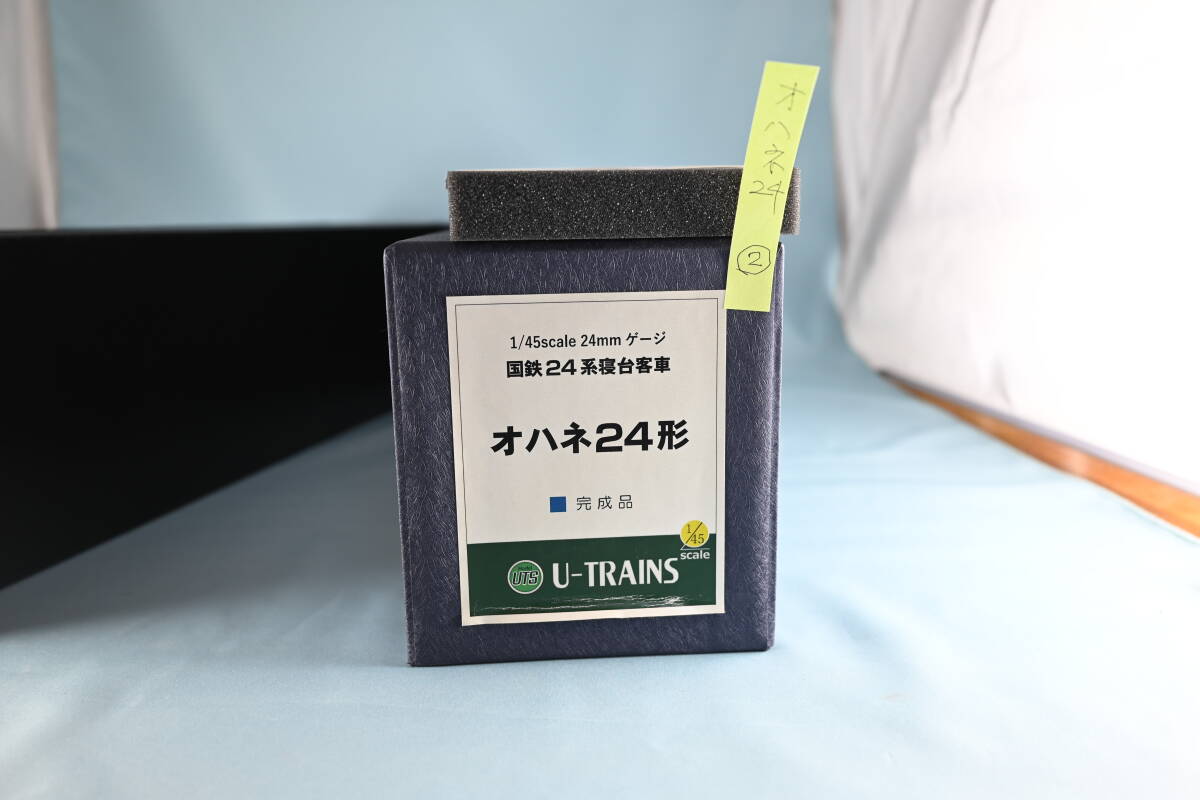 オハネ24
②
1/45scale 24mm ゲージ
国鉄24系寝台客車
オハネ24形
完成品
1/45
scale
UTS
U-TRAINS